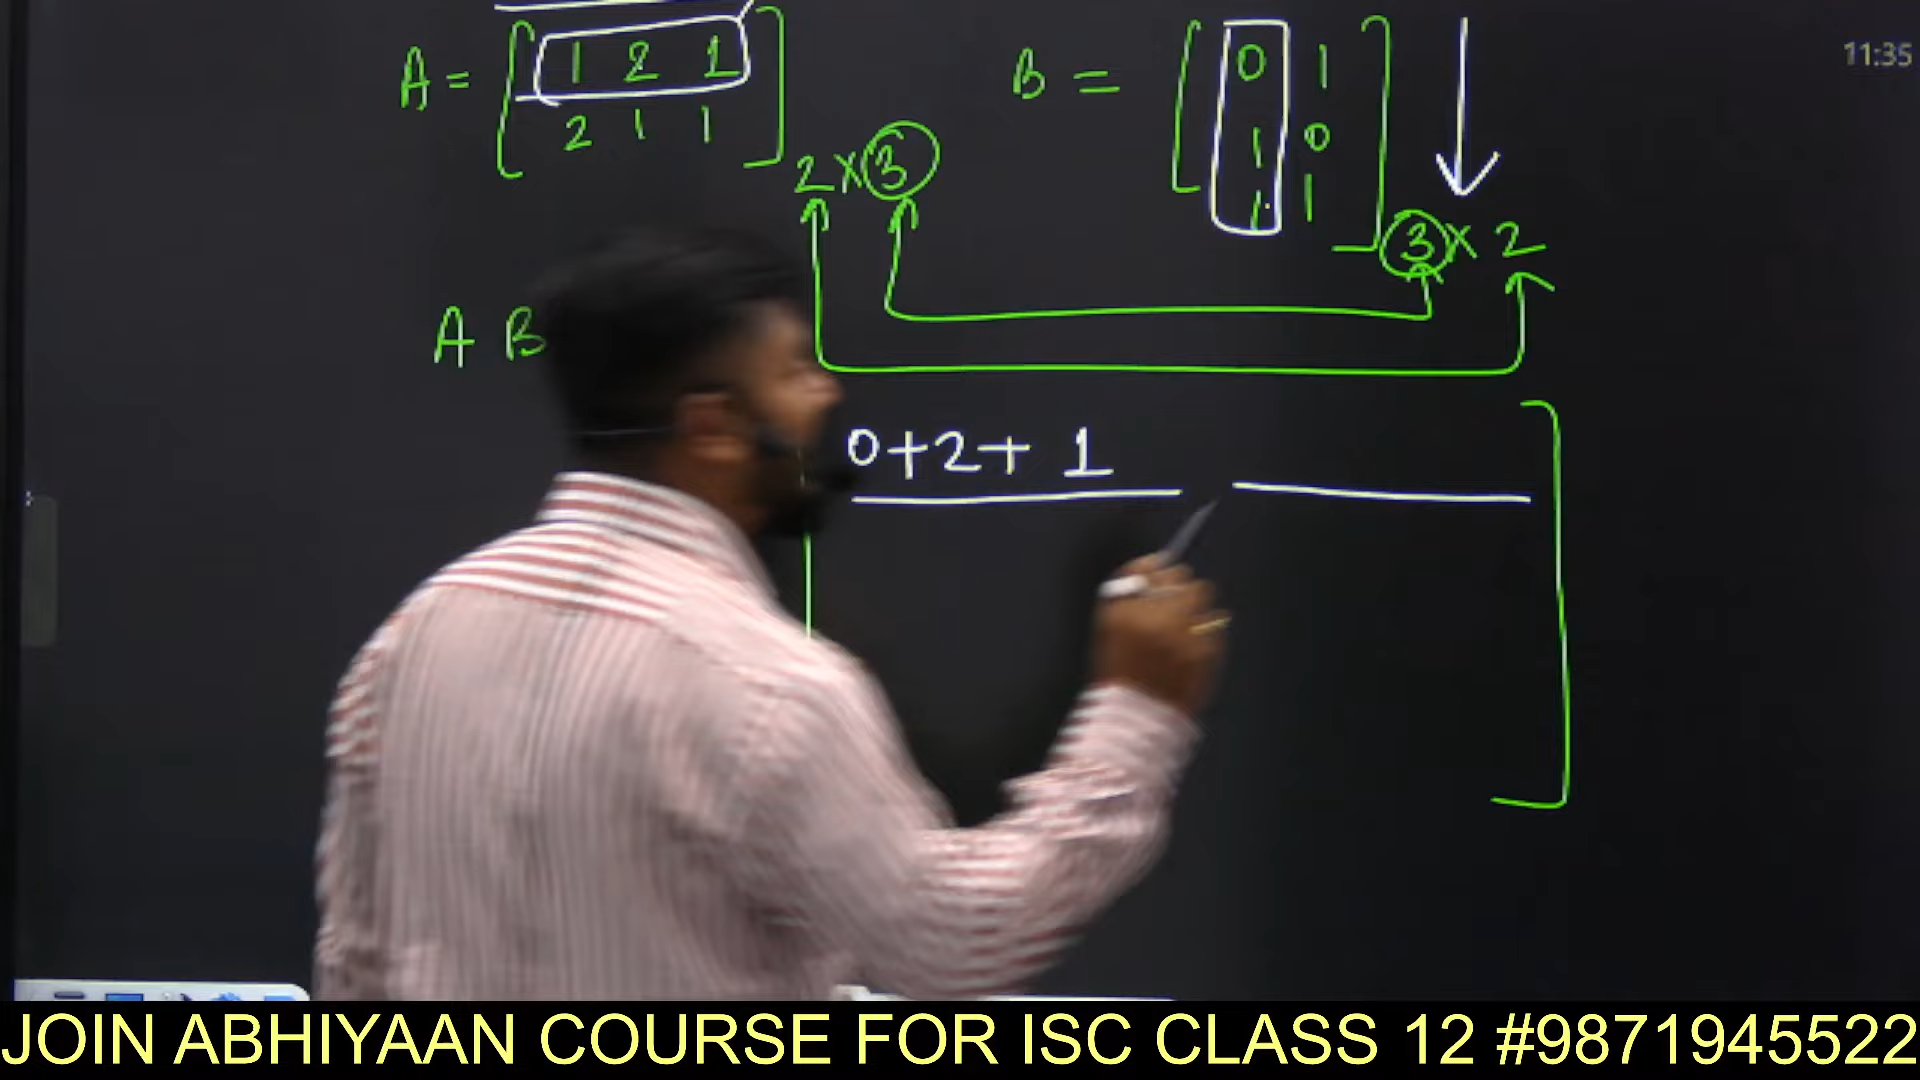 11:35
A = [ 1 2 1
2 1 1 ] 2×3
B = [ 0 1
1 0
1 1 ] 3×2
A B
0+2+ 1
JOIN ABHIYAAN COURSE FOR ISC CLASS 12 #9871945522